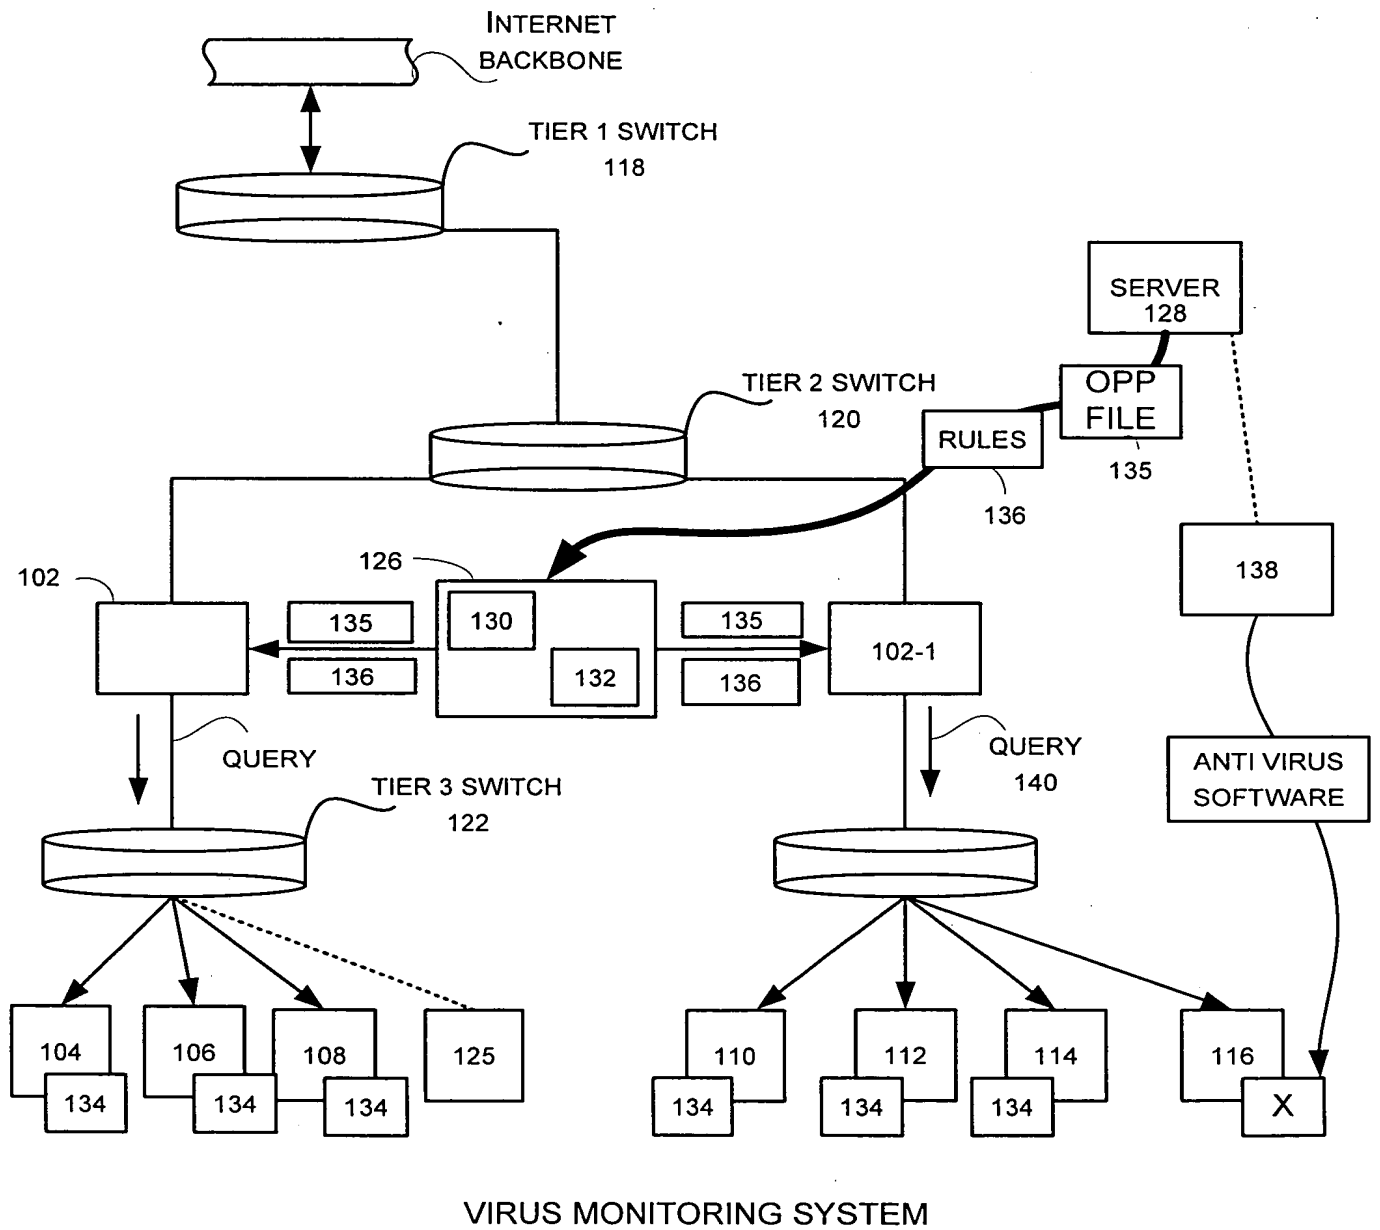 INTERNET
BACKBONE
TIER 1 SWITCH
118
SERVER
128
TIER 2 SWITCH
120
OPP
FILE
135
RULES
136
138
102
126
130
132
135
136
135
136
102-1
QUERY
QUERY
140
ANTI VIRUS
SOFTWARE
TIER 3 SWITCH
122
104
134
106
134
108
134
125
110
134
112
134
114
134
116
X
VIRUS MONITORING SYSTEM